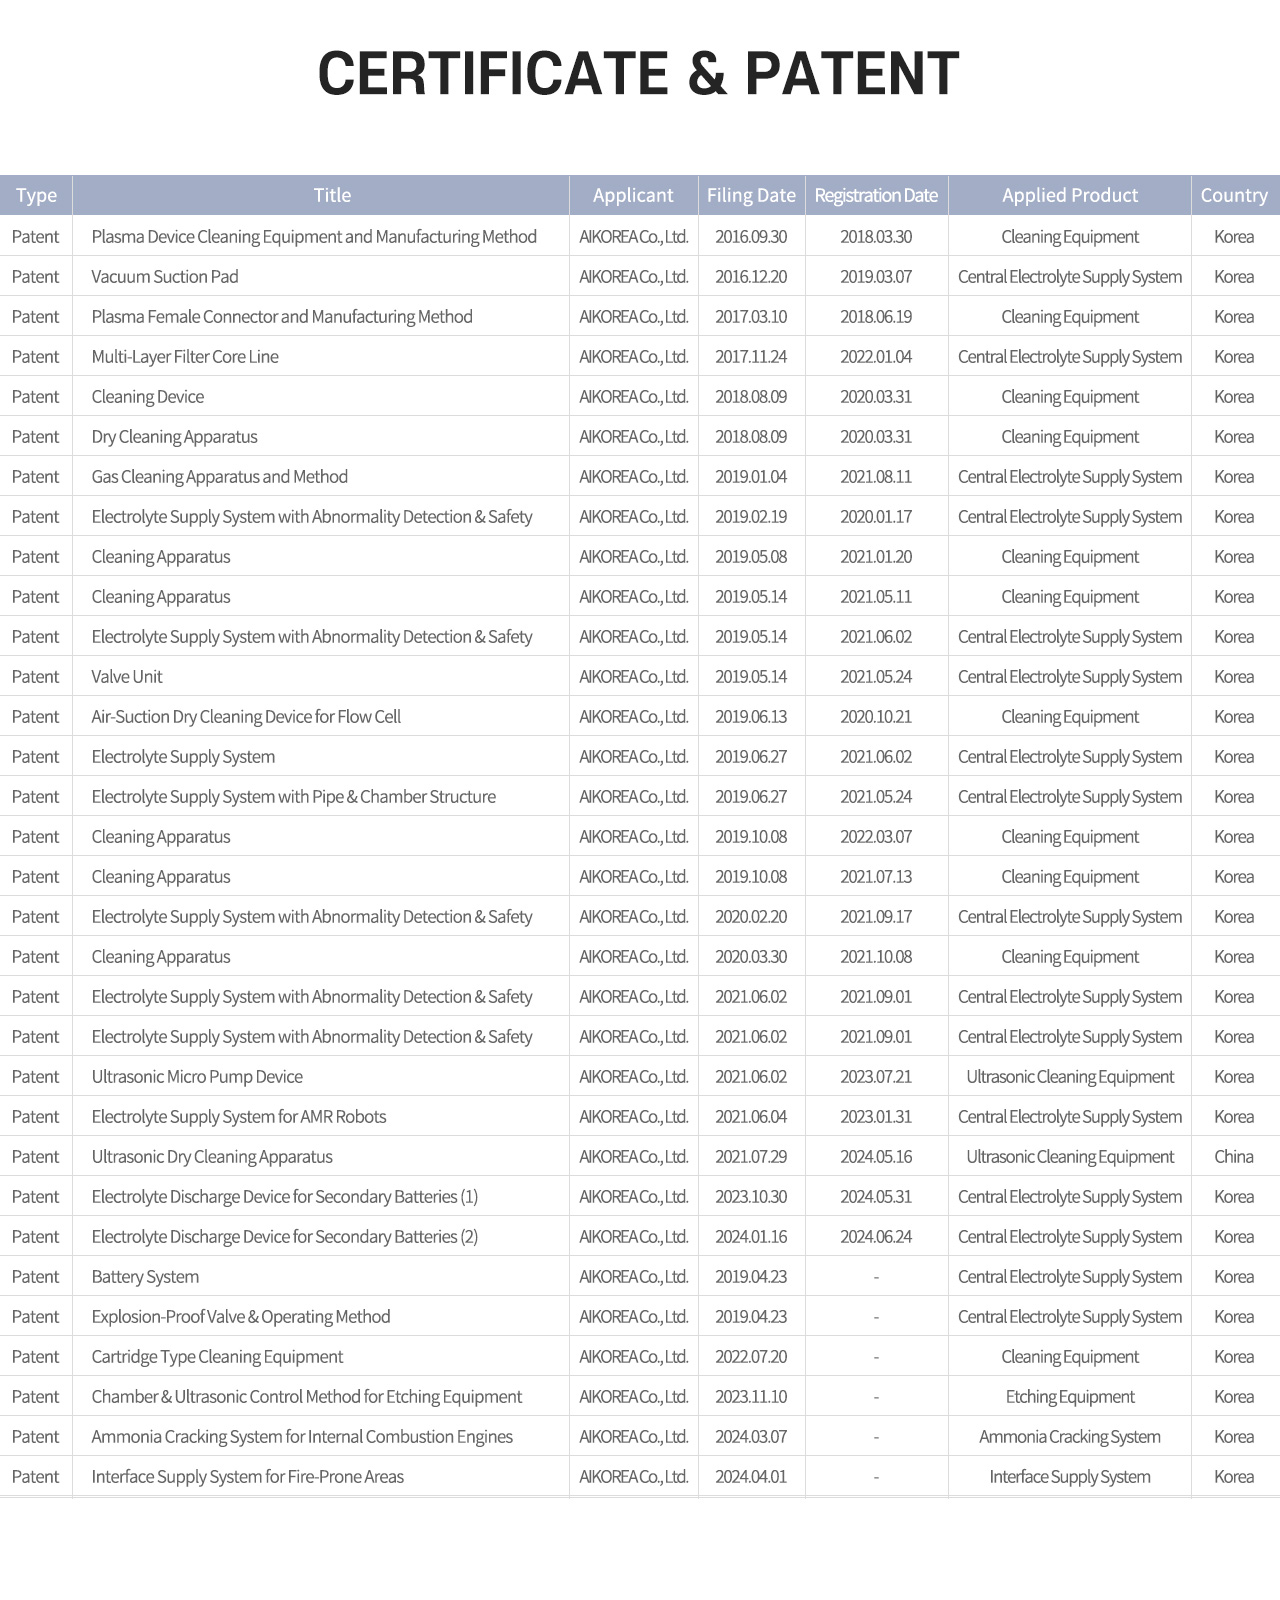 CERTIFICATE & PATENT
Type Title Applicant Filing Date Registration Date Applied Product Country
Patent Plasma Device Cleaning Equipment and Manufacturing Method AIKOREA Co., Ltd. 2016.09.30 2018.03.30 Cleaning Equipment Korea
Patent Vacuum Suction Pad AIKOREA Co., Ltd. 2016.12.20 2019.03.07 Central Electrolyte Supply System Korea
Patent Plasma Female Connector and Manufacturing Method AIKOREA Co., Ltd. 2017.03.10 2018.06.19 Cleaning Equipment Korea
Patent Multi-Layer Filter Core Line AIKOREA Co., Ltd. 2017.11.24 2022.01.04 Central Electrolyte Supply System Korea
Patent Cleaning Device AIKOREA Co., Ltd. 2018.08.09 2020.03.31 Cleaning Equipment Korea
Patent Dry Cleaning Apparatus AIKOREA Co., Ltd. 2018.08.09 2020.03.31 Cleaning Equipment Korea
Patent Gas Cleaning Apparatus and Method AIKOREA Co., Ltd. 2019.01.04 2021.08.11 Central Electrolyte Supply System Korea
Patent Electrolyte Supply System with Abnormality Detection & Safety AIKOREA Co., Ltd. 2019.02.19 2020.01.17 Central Electrolyte Supply System Korea
Patent Cleaning Apparatus AIKOREA Co., Ltd. 2019.05.08 2021.01.20 Cleaning Equipment Korea
Patent Cleaning Apparatus AIKOREA Co., Ltd. 2019.05.14 2021.05.11 Cleaning Equipment Korea
Patent Electrolyte Supply System with Abnormality Detection & Safety AIKOREA Co., Ltd. 2019.05.14 2021.06.02 Central Electrolyte Supply System Korea
Patent Valve Unit AIKOREA Co., Ltd. 2019.05.14 2021.05.24 Central Electrolyte Supply System Korea
Patent Air-Suction Dry Cleaning Device for Flow Cell AIKOREA Co., Ltd. 2019.06.13 2020.10.21 Cleaning Equipment Korea
Patent Electrolyte Supply System AIKOREA Co., Ltd. 2019.06.27 2021.06.02 Central Electrolyte Supply System Korea
Patent Electrolyte Supply System with Pipe & Chamber Structure AIKOREA Co., Ltd. 2019.06.27 2021.05.24 Central Electrolyte Supply System Korea
Patent Cleaning Apparatus AIKOREA Co., Ltd. 2019.10.08 2022.03.07 Cleaning Equipment Korea
Patent Cleaning Apparatus AIKOREA Co., Ltd. 2019.10.08 2021.07.13 Cleaning Equipment Korea
Patent Electrolyte Supply System with Abnormality Detection & Safety AIKOREA Co., Ltd. 2020.02.20 2021.09.17 Central Electrolyte Supply System Korea
Patent Cleaning Apparatus AIKOREA Co., Ltd. 2020.03.30 2021.10.08 Cleaning Equipment Korea
Patent Electrolyte Supply System with Abnormality Detection & Safety AIKOREA Co., Ltd. 2021.06.02 2021.09.01 Central Electrolyte Supply System Korea
Patent Electrolyte Supply System with Abnormality Detection & Safety AIKOREA Co., Ltd. 2021.06.02 2021.09.01 Central Electrolyte Supply System Korea
Patent Ultrasonic Micro Pump Device AIKOREA Co., Ltd. 2021.06.02 2023.07.21 Ultrasonic Cleaning Equipment Korea
Patent Electrolyte Supply System for AMR Robots AIKOREA Co., Ltd. 2021.06.04 2023.01.31 Central Electrolyte Supply System Korea
Patent Ultrasonic Dry Cleaning Apparatus AIKOREA Co., Ltd. 2021.07.29 2024.05.16 Ultrasonic Cleaning Equipment China
Patent Electrolyte Discharge Device for Secondary Batteries (1) AIKOREA Co., Ltd. 2023.10.30 2024.05.31 Central Electrolyte Supply System Korea
Patent Electrolyte Discharge Device for Secondary Batteries (2) AIKOREA Co., Ltd. 2024.01.16 2024.06.24 Central Electrolyte Supply System Korea
Patent Battery System AIKOREA Co., Ltd. 2019.04.23 - Central Electrolyte Supply System Korea
Patent Explosion-Proof Valve & Operating Method AIKOREA Co., Ltd. 2019.04.23 - Central Electrolyte Supply System Korea
Patent Cartridge Type Cleaning Equipment AIKOREA Co., Ltd. 2022.07.20 - Cleaning Equipment Korea
Patent Chamber & Ultrasonic Control Method for Etching Equipment AIKOREA Co., Ltd. 2023.11.10 - Etching Equipment Korea
Patent Ammonia Cracking System for Internal Combustion Engines AIKOREA Co., Ltd. 2024.03.07 - Ammonia Cracking System Korea
Patent Interface Supply System for Fire-Prone Areas AIKOREA Co., Ltd. 2024.04.01 - Interface Supply System Korea